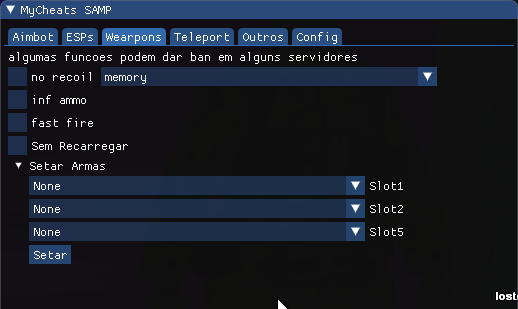 MyCheats SAMP
Aimbot ESPs Wearpons Teleport Outros Config
algumas funcoes podem dar ban em alguns servidores
no recoil memory
inf ammo
fast fire
Sem Recarregar
Setar Armas
None Slot1
None Slot2
None Slot5
Setar